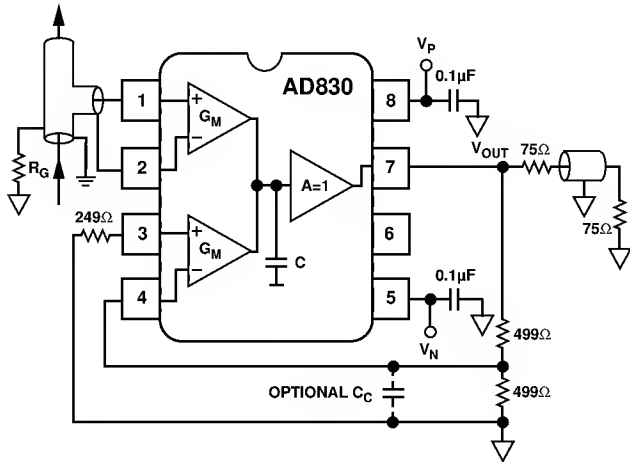 V_P
0.1µF
AD830
1
+
G_M
−
8
V_OUT
75Ω
2
A=1
7
R_G
249Ω
3
+
G_M
−
6
75Ω
C
0.1µF
4
5
V_N
499Ω
OPTIONAL C_C
499Ω